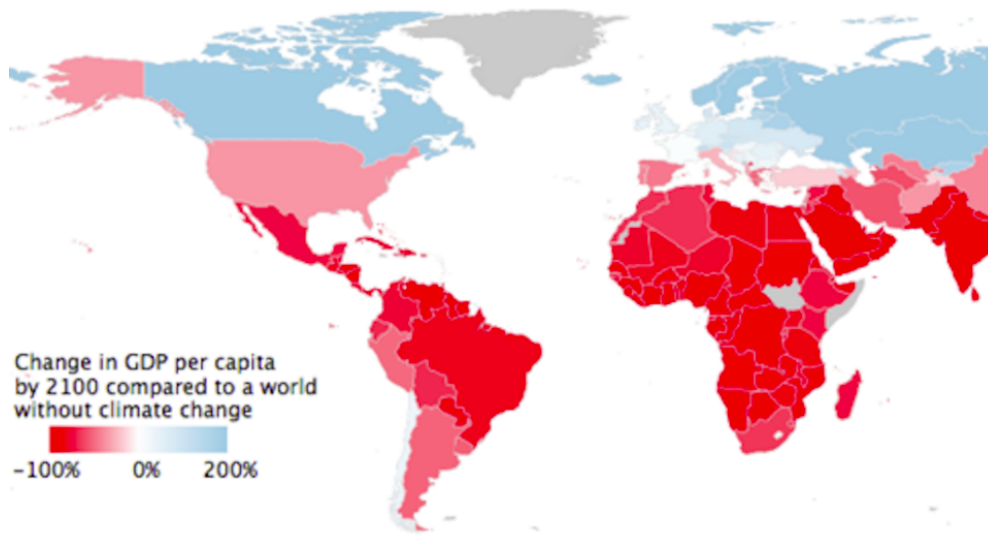 Change in GDP per capita
by 2100 compared to a world
without climate change
-100% 0% 200%